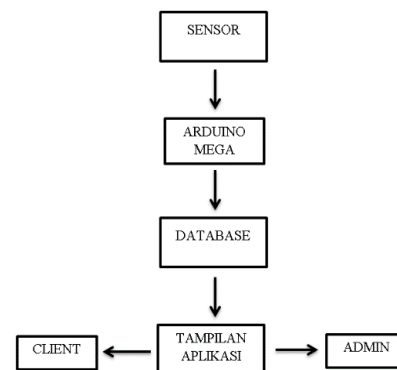 SENSOR
ARDUINO
MEGA
DATABASE
CLIENT
TAMPILAN
APLIKASI
ADMIN